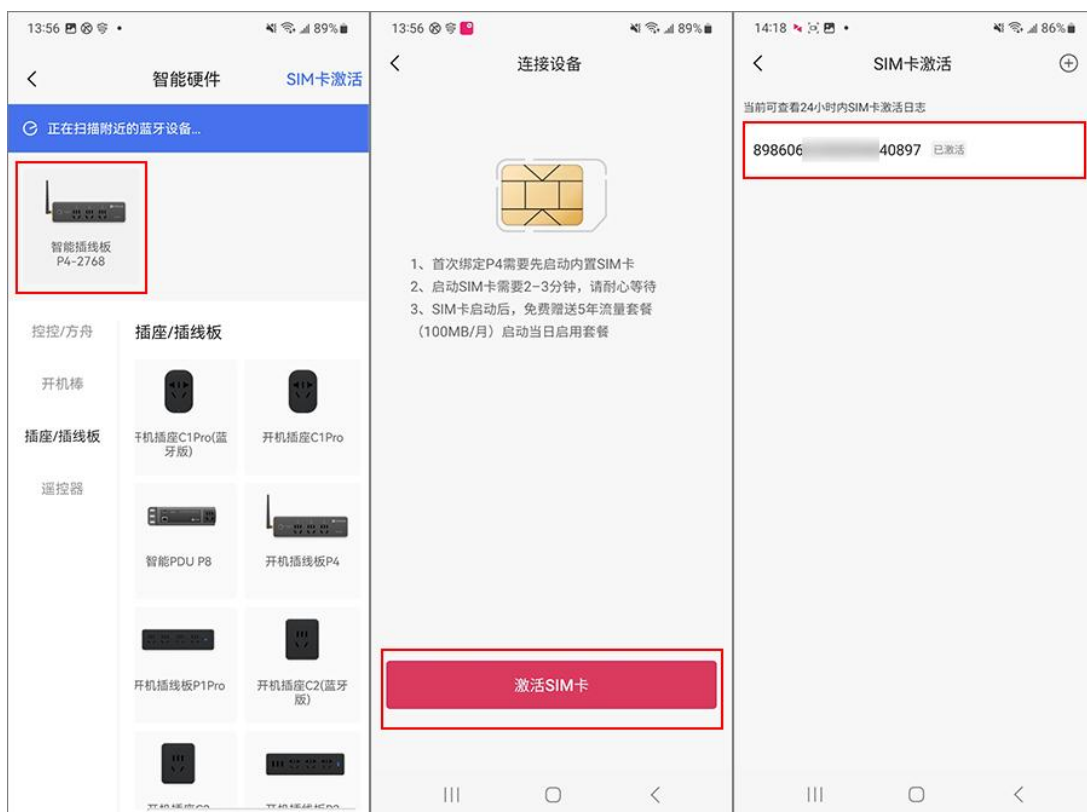 13:56
89%
智能硬件
SIM卡激活
正在扫描附近的蓝牙设备...
智能插线板
P4-2768
控控/方舟
开机棒
插座/插线板
遥控器
插座/插线板
开机插座C1Pro(蓝
牙版)
开机插座C1Pro
智能PDU P8
开机插线板P4
开机插线板P1Pro
开机插座C2(蓝牙
版)
13:56
89%
连接设备
1、首次绑定P4需要先启动内置SIM卡
2、启动SIM卡需要2-3分钟，请耐心等待
3、SIM卡启动后，免费赠送5年流量套餐
（100MB/月）启动当日启用套餐
激活SIM卡
14:18
86%
SIM卡激活
当前可查看24小时内SIM卡激活日志
898606 40897 已激活